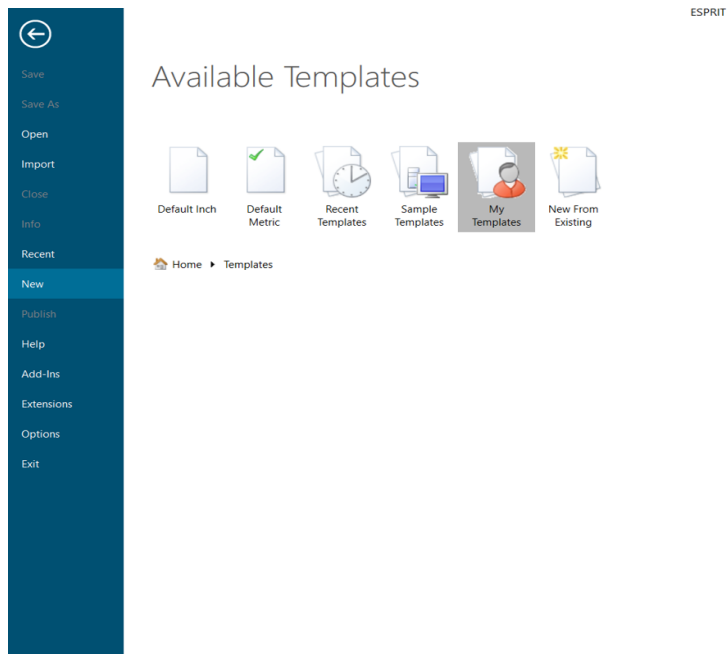 ESPRIT
Save
Save As
Open
Import
Close
Info
Recent
New
Publish
Help
Add-Ins
Extensions
Options
Exit
Available Templates
Default Inch
Default
Metric
Recent
Templates
Sample
Templates
My
Templates
New From
Existing
Home
Templates